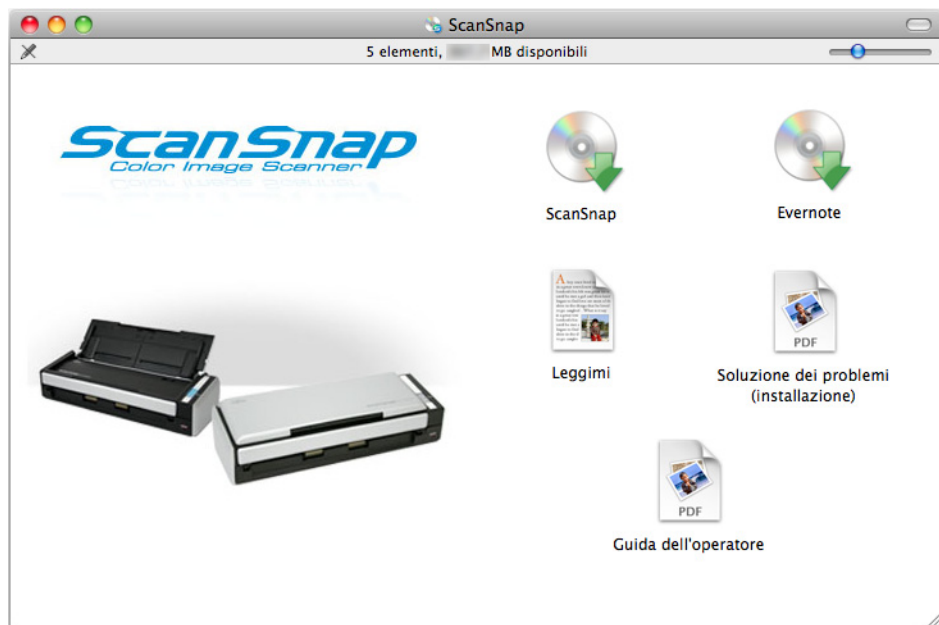 ScanSnap
5 elementi, MB disponibili
ScanSnap
Color Image Scanner
ScanSnap
Evernote
Leggimi
PDF
Soluzione dei problemi
(installazione)
PDF
Guida dell'operatore